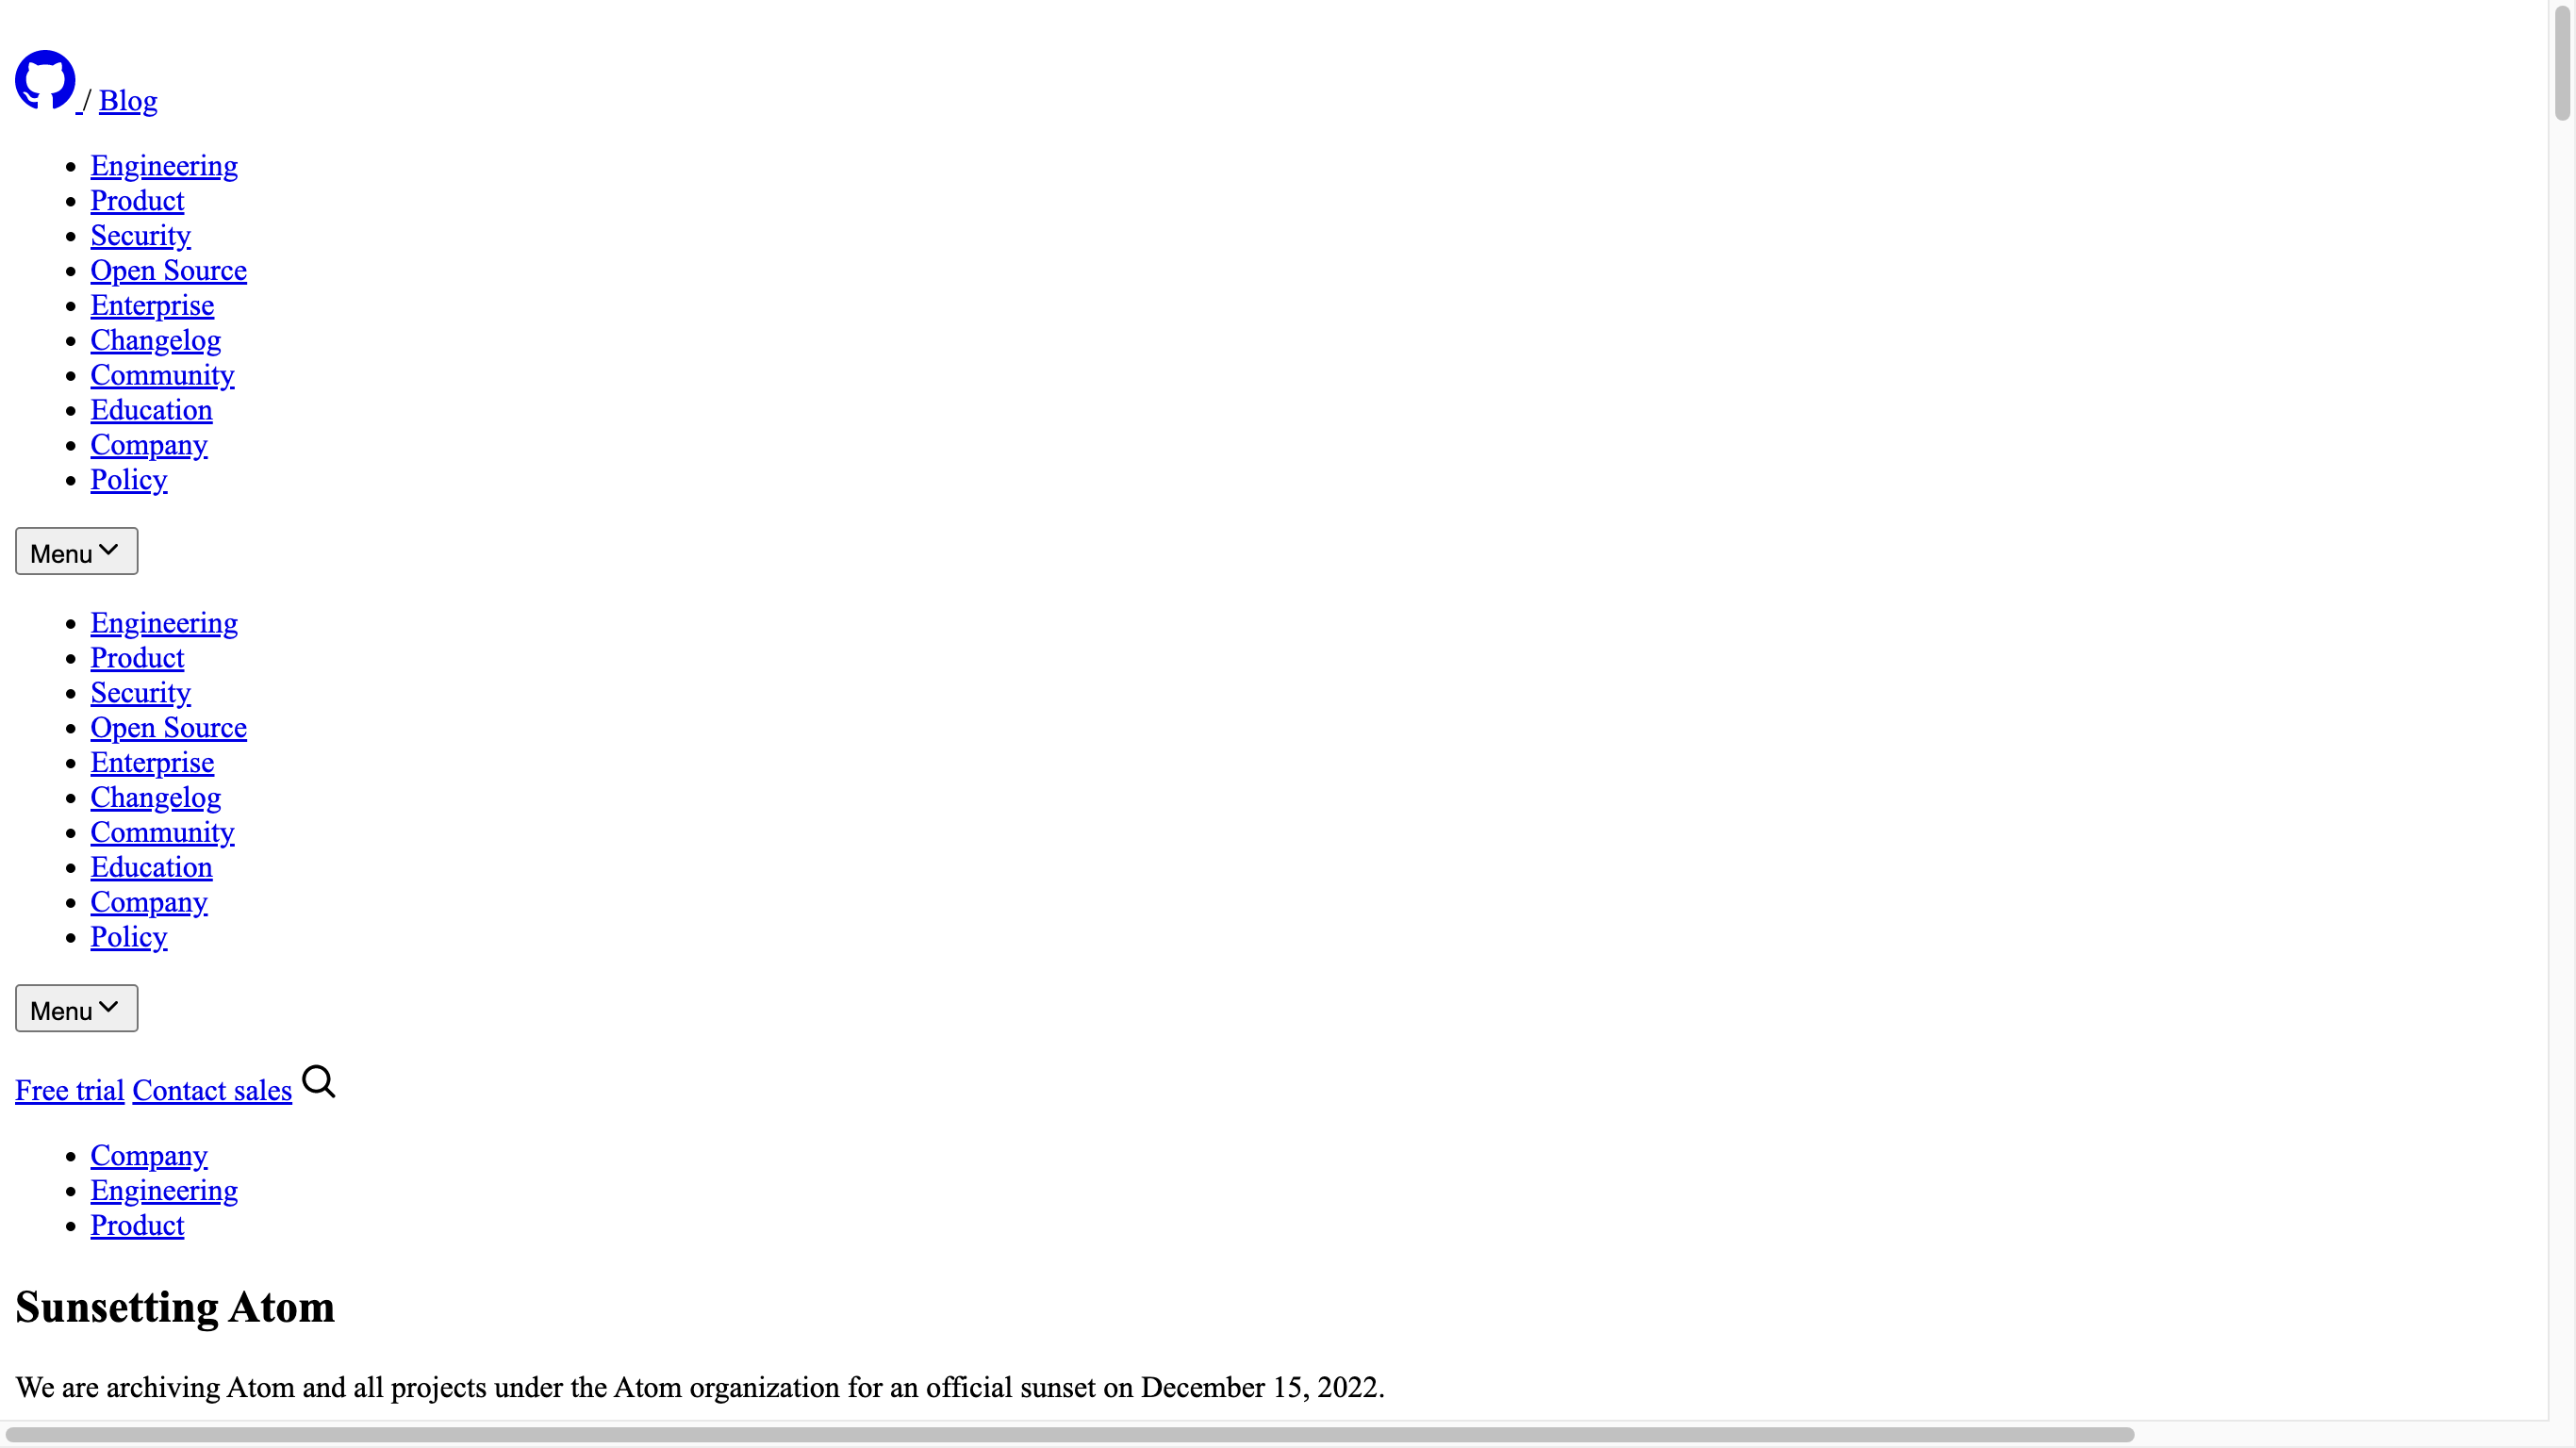 / Blog
Engineering
Product
Security
Open Source
Enterprise
Changelog
Community
Education
Company
Policy
Menu
Engineering
Product
Security
Open Source
Enterprise
Changelog
Community
Education
Company
Policy
Menu
Free trial Contact sales
Company
Engineering
Product
Sunsetting Atom
We are archiving Atom and all projects under the Atom organization for an official sunset on December 15, 2022.